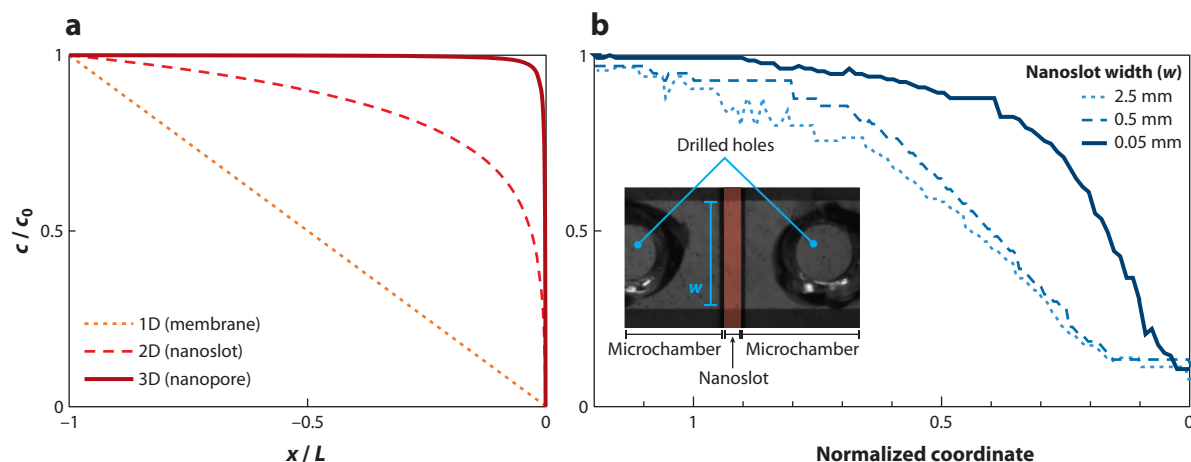 a
1
0.5
0
c / c0
1D (membrane)
2D (nanoslot)
3D (nanopore)
−1
−0.5
0
x / L
b
1
0.5
0
Nanoslot width (w)
2.5 mm
0.5 mm
0.05 mm
Drilled holes
w
Microchamber
Microchamber
Nanoslot
1
0.5
0
Normalized coordinate